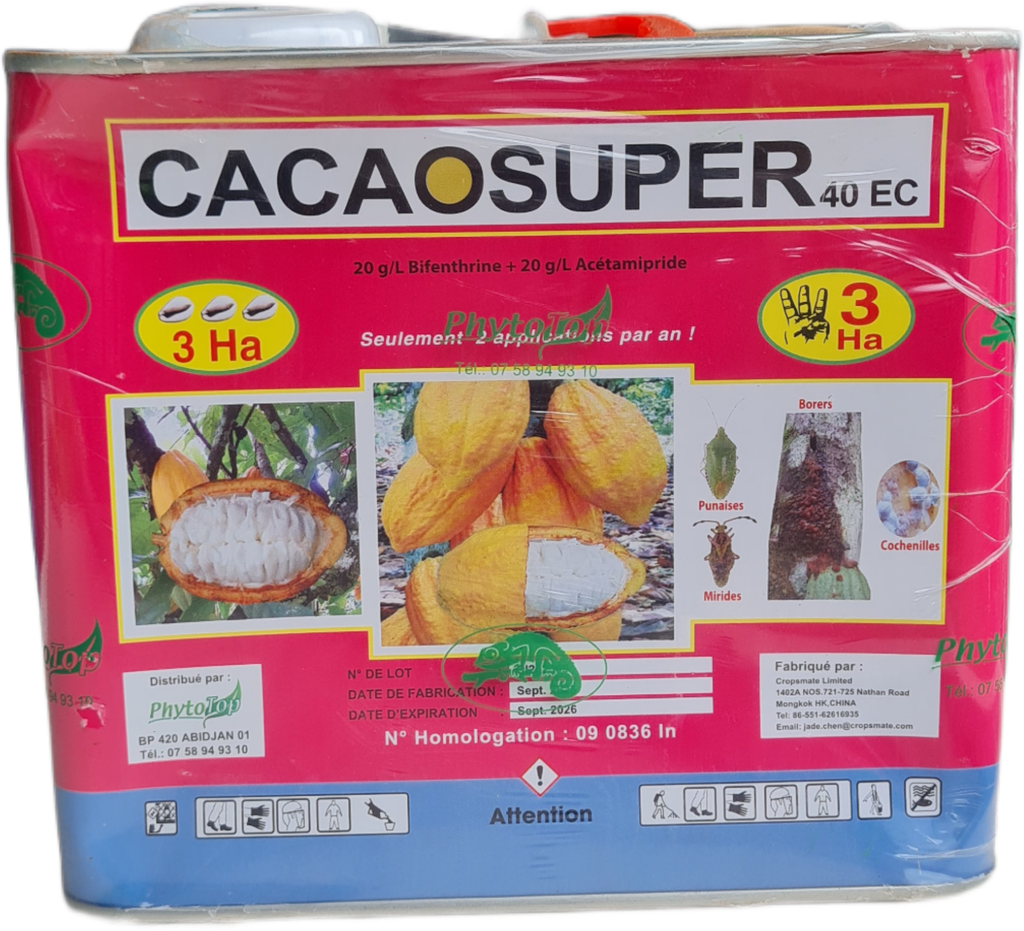 CACAOSUPER 40 EC
20 g/L Bifenthrine + 20 g/L Acétamipride
3 Ha
3 Ha
Seulement 2 applications par an !
PhytoTop
Tél.: 07 58 94 93 10
Borers
Punaises
Cochenilles
Mirides
Distribué par :
PhytoTop
BP 420 ABIDJAN 01
Tél.: 07 58 94 93 10
N° DE LOT
DATE DE FABRICATION : Sept.
DATE D'EXPIRATION : Sept. 2026
N° Homologation : 09 0836 In
Fabriqué par :
Cropsmate Limited
1402A NOS.721-725 Nathan Road
Mongkok HK,CHINA
Tel: 86-551-62616935
Email: jade.chen@cropsmate.com
Phyto
Tél.: 07
Attention